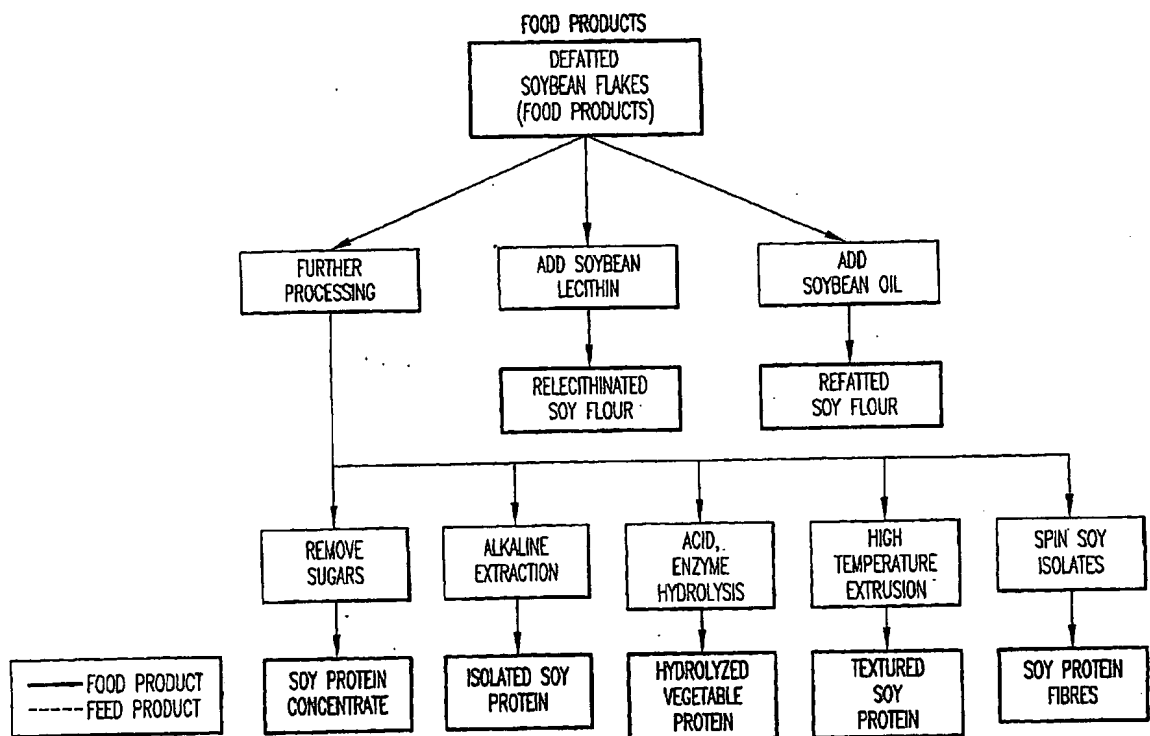 FOOD PRODUCTS
DEFATTED
SOYBEAN FLAKES
(FOOD PRODUCTS)
FURTHER
PROCESSING
ADD SOYBEAN
LECITHIN
ADD
SOYBEAN OIL
RELECITHINATED
SOY FLOUR
REFATTED
SOY FLOUR
REMOVE
SUGARS
ALKALINE
EXTRACTION
ACID,
ENZYME
HYDROLYSIS
HIGH
TEMPERATURE
EXTRUSION
SPIN SOY
ISOLATES
SOY PROTEIN
CONCENTRATE
ISOLATED SOY
PROTEIN
HYDROLYZED
VEGETABLE
PROTEIN
TEXTURED
SOY
PROTEIN
SOY PROTEIN
FIBRES
FOOD PRODUCT
FEED PRODUCT